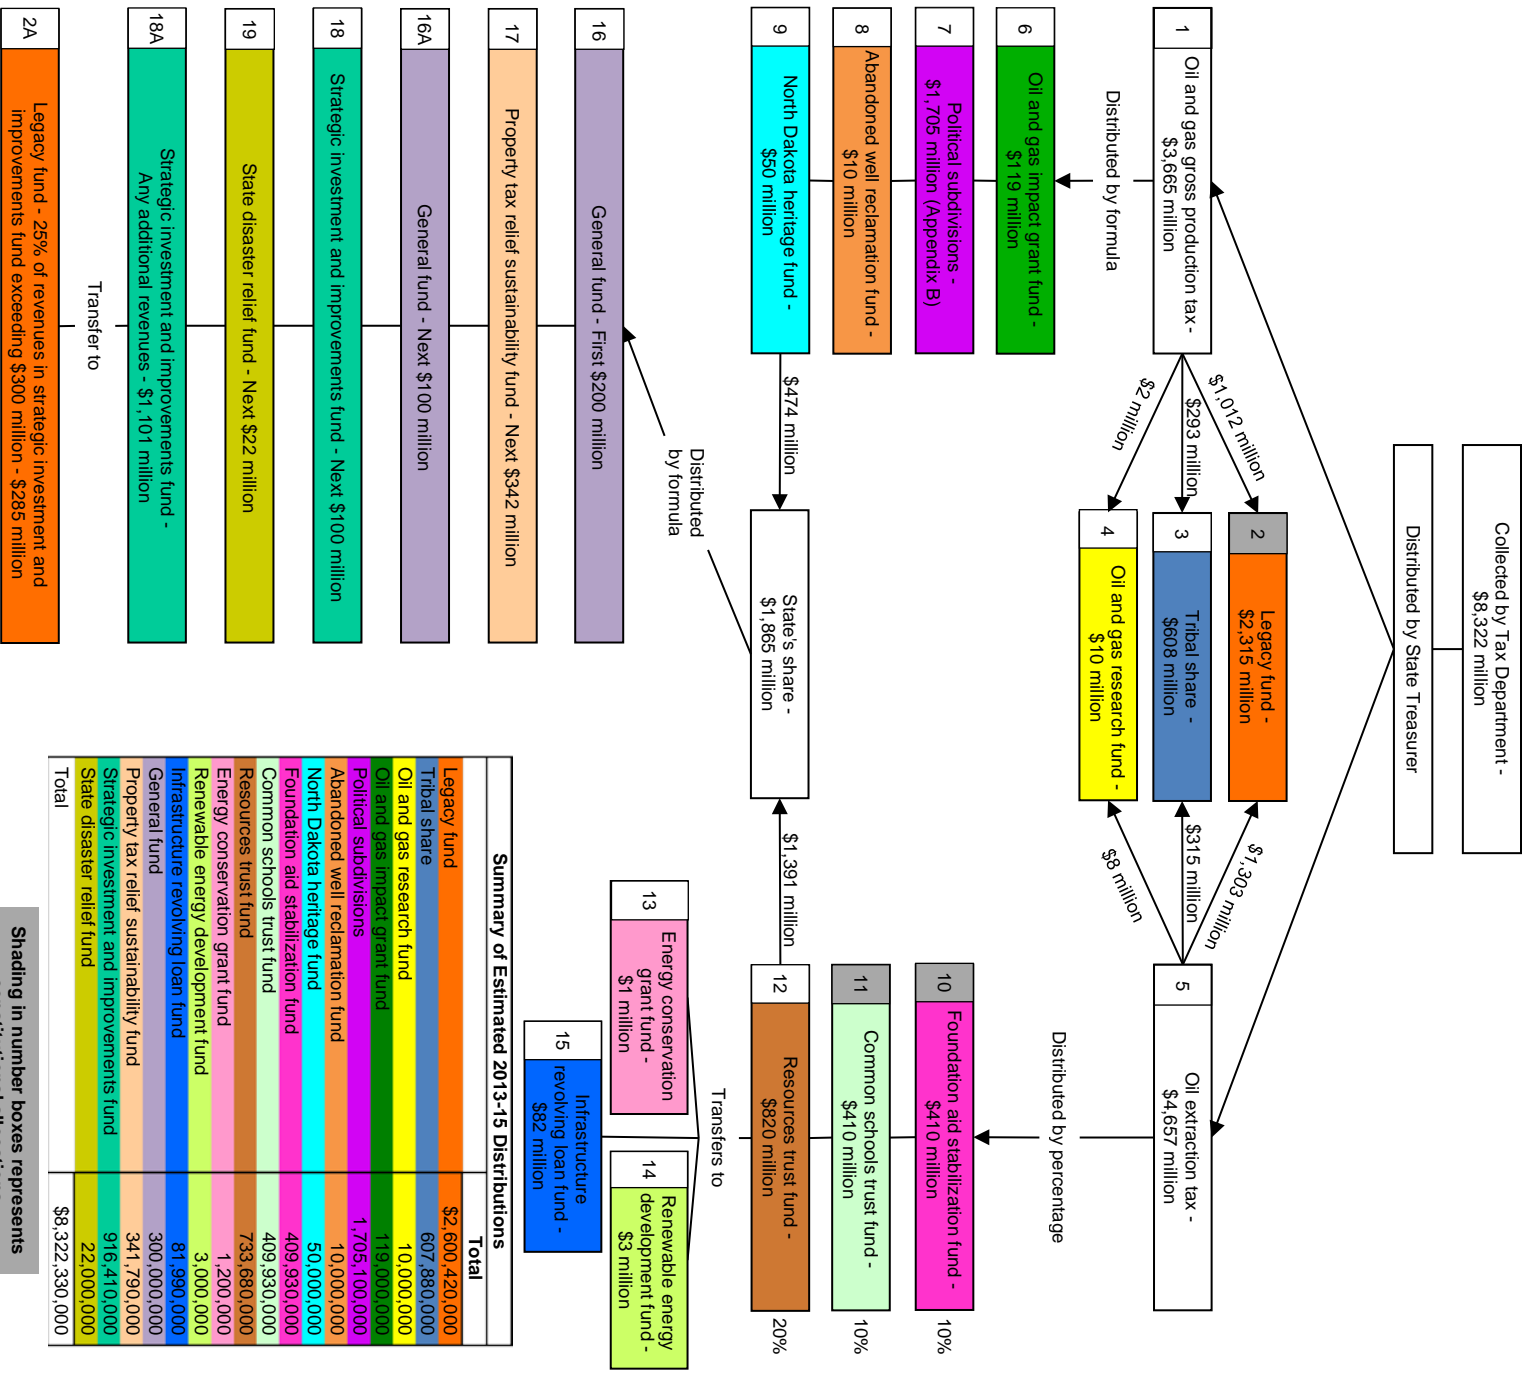 Collected by Tax Department -
$8,322 million
Distributed by State Treasurer
1
Oil and gas gross production tax-
$3,665 million
$1,012 million
$293 million
$2 million
2
Legacy fund -
$2,315 million
3
Tribal share -
$608 million
4
Oil and gas research fund -
$10 million
$1,303 million
$315 million
$8 million
5
Oil extraction tax -
$4,657 million
Distributed by formula
Distributed by percentage
6
Oil and gas impact grant fund -
$119 million
7
Political subdivisions -
$1,705 million (Appendix B)
8
Abandoned well reclamation fund -
$10 million
9
North Dakota heritage fund -
$50 million
$474 million
State's share -
$1,865 million
$1,391 million
10
Foundation aid stabilization fund -
$410 million
10%
11
Common schools trust fund -
$410 million
10%
12
Resources trust fund -
$820 million
20%
Transfers to
13
Energy conservation
grant fund -
$1 million
14
Renewable energy
development fund -
$3 million
15
Infrastructure
revolving loan fund -
$82 million
Distributed
by formula
16
General fund - First $200 million
17
Property tax relief sustainability fund - Next $342 million
16A
General fund - Next $100 million
18
Strategic investment and improvements fund - Next $100 million
19
State disaster relief fund - Next $22 million
18A
Strategic investment and improvements fund -
Any additional revenues - $1,101 million
Transfer to
2A
Legacy fund - 25% of revenues in strategic investment and
improvements fund exceeding $300 million - $285 million
Summary of Estimated 2013-15 Distributions
Total
Legacy fund $2,600,420,000
Tribal share 607,880,000
Oil and gas research fund 10,000,000
Oil and gas impact grant fund 119,000,000
Political subdivisions 1,705,100,000
Abandoned well reclamation fund 10,000,000
North Dakota heritage fund 50,000,000
Foundation aid stabilization fund 409,930,000
Common schools trust fund 409,930,000
Resources trust fund 733,680,000
Energy conservation grant fund 1,200,000
Renewable energy development fund 3,000,000
Infrastructure revolving loan fund 81,990,000
General fund 300,000,000
Property tax relief sustainability fund 341,790,000
Strategic investment and improvements fund 916,410,000
State disaster relief fund 22,000,000
Total $8,322,330,000
Shading in number boxes represents